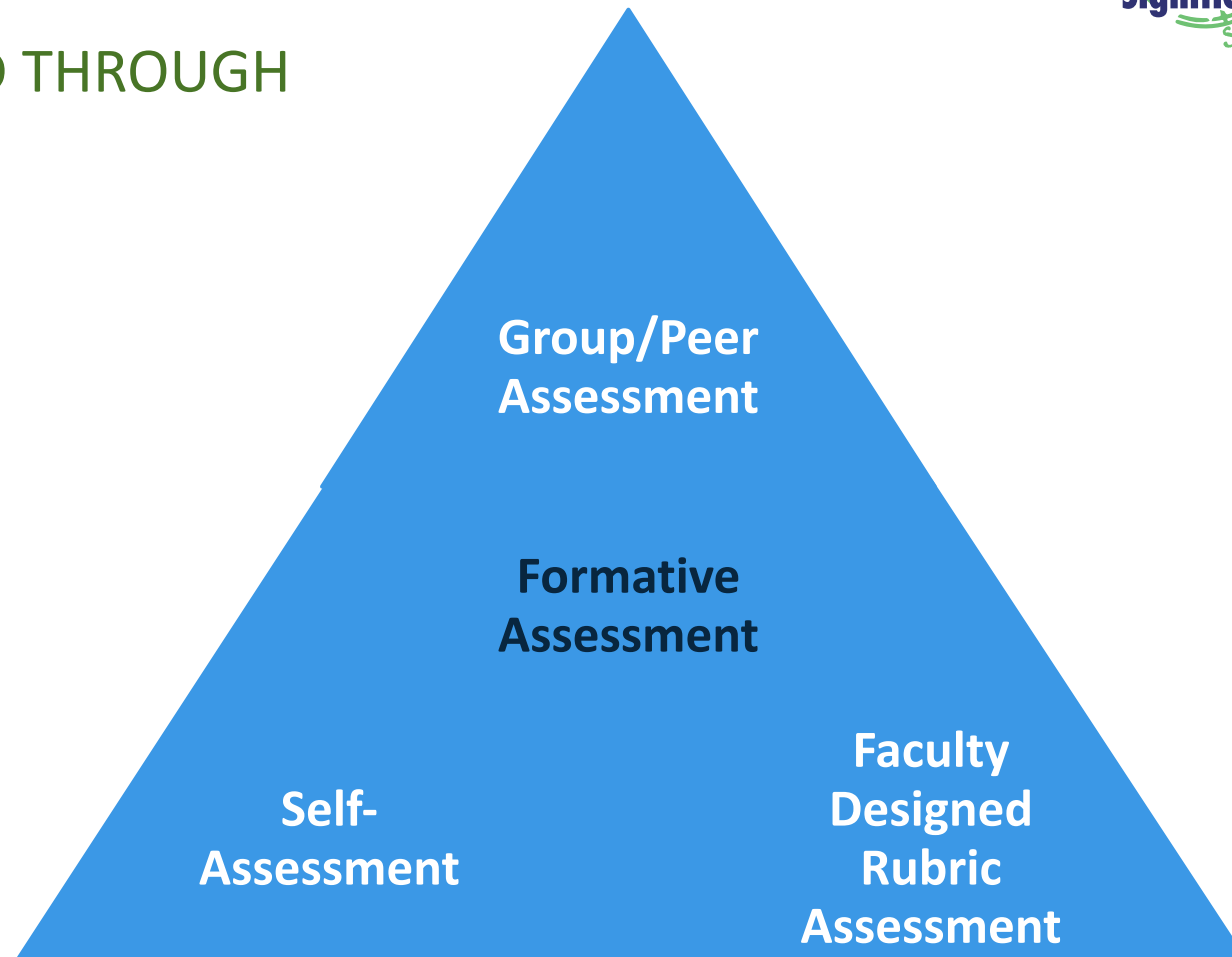 THROUGH
Group/Peer
Assessment
Formative
Assessment
Self-
Assessment
Faculty
Designed
Rubric
Assessment